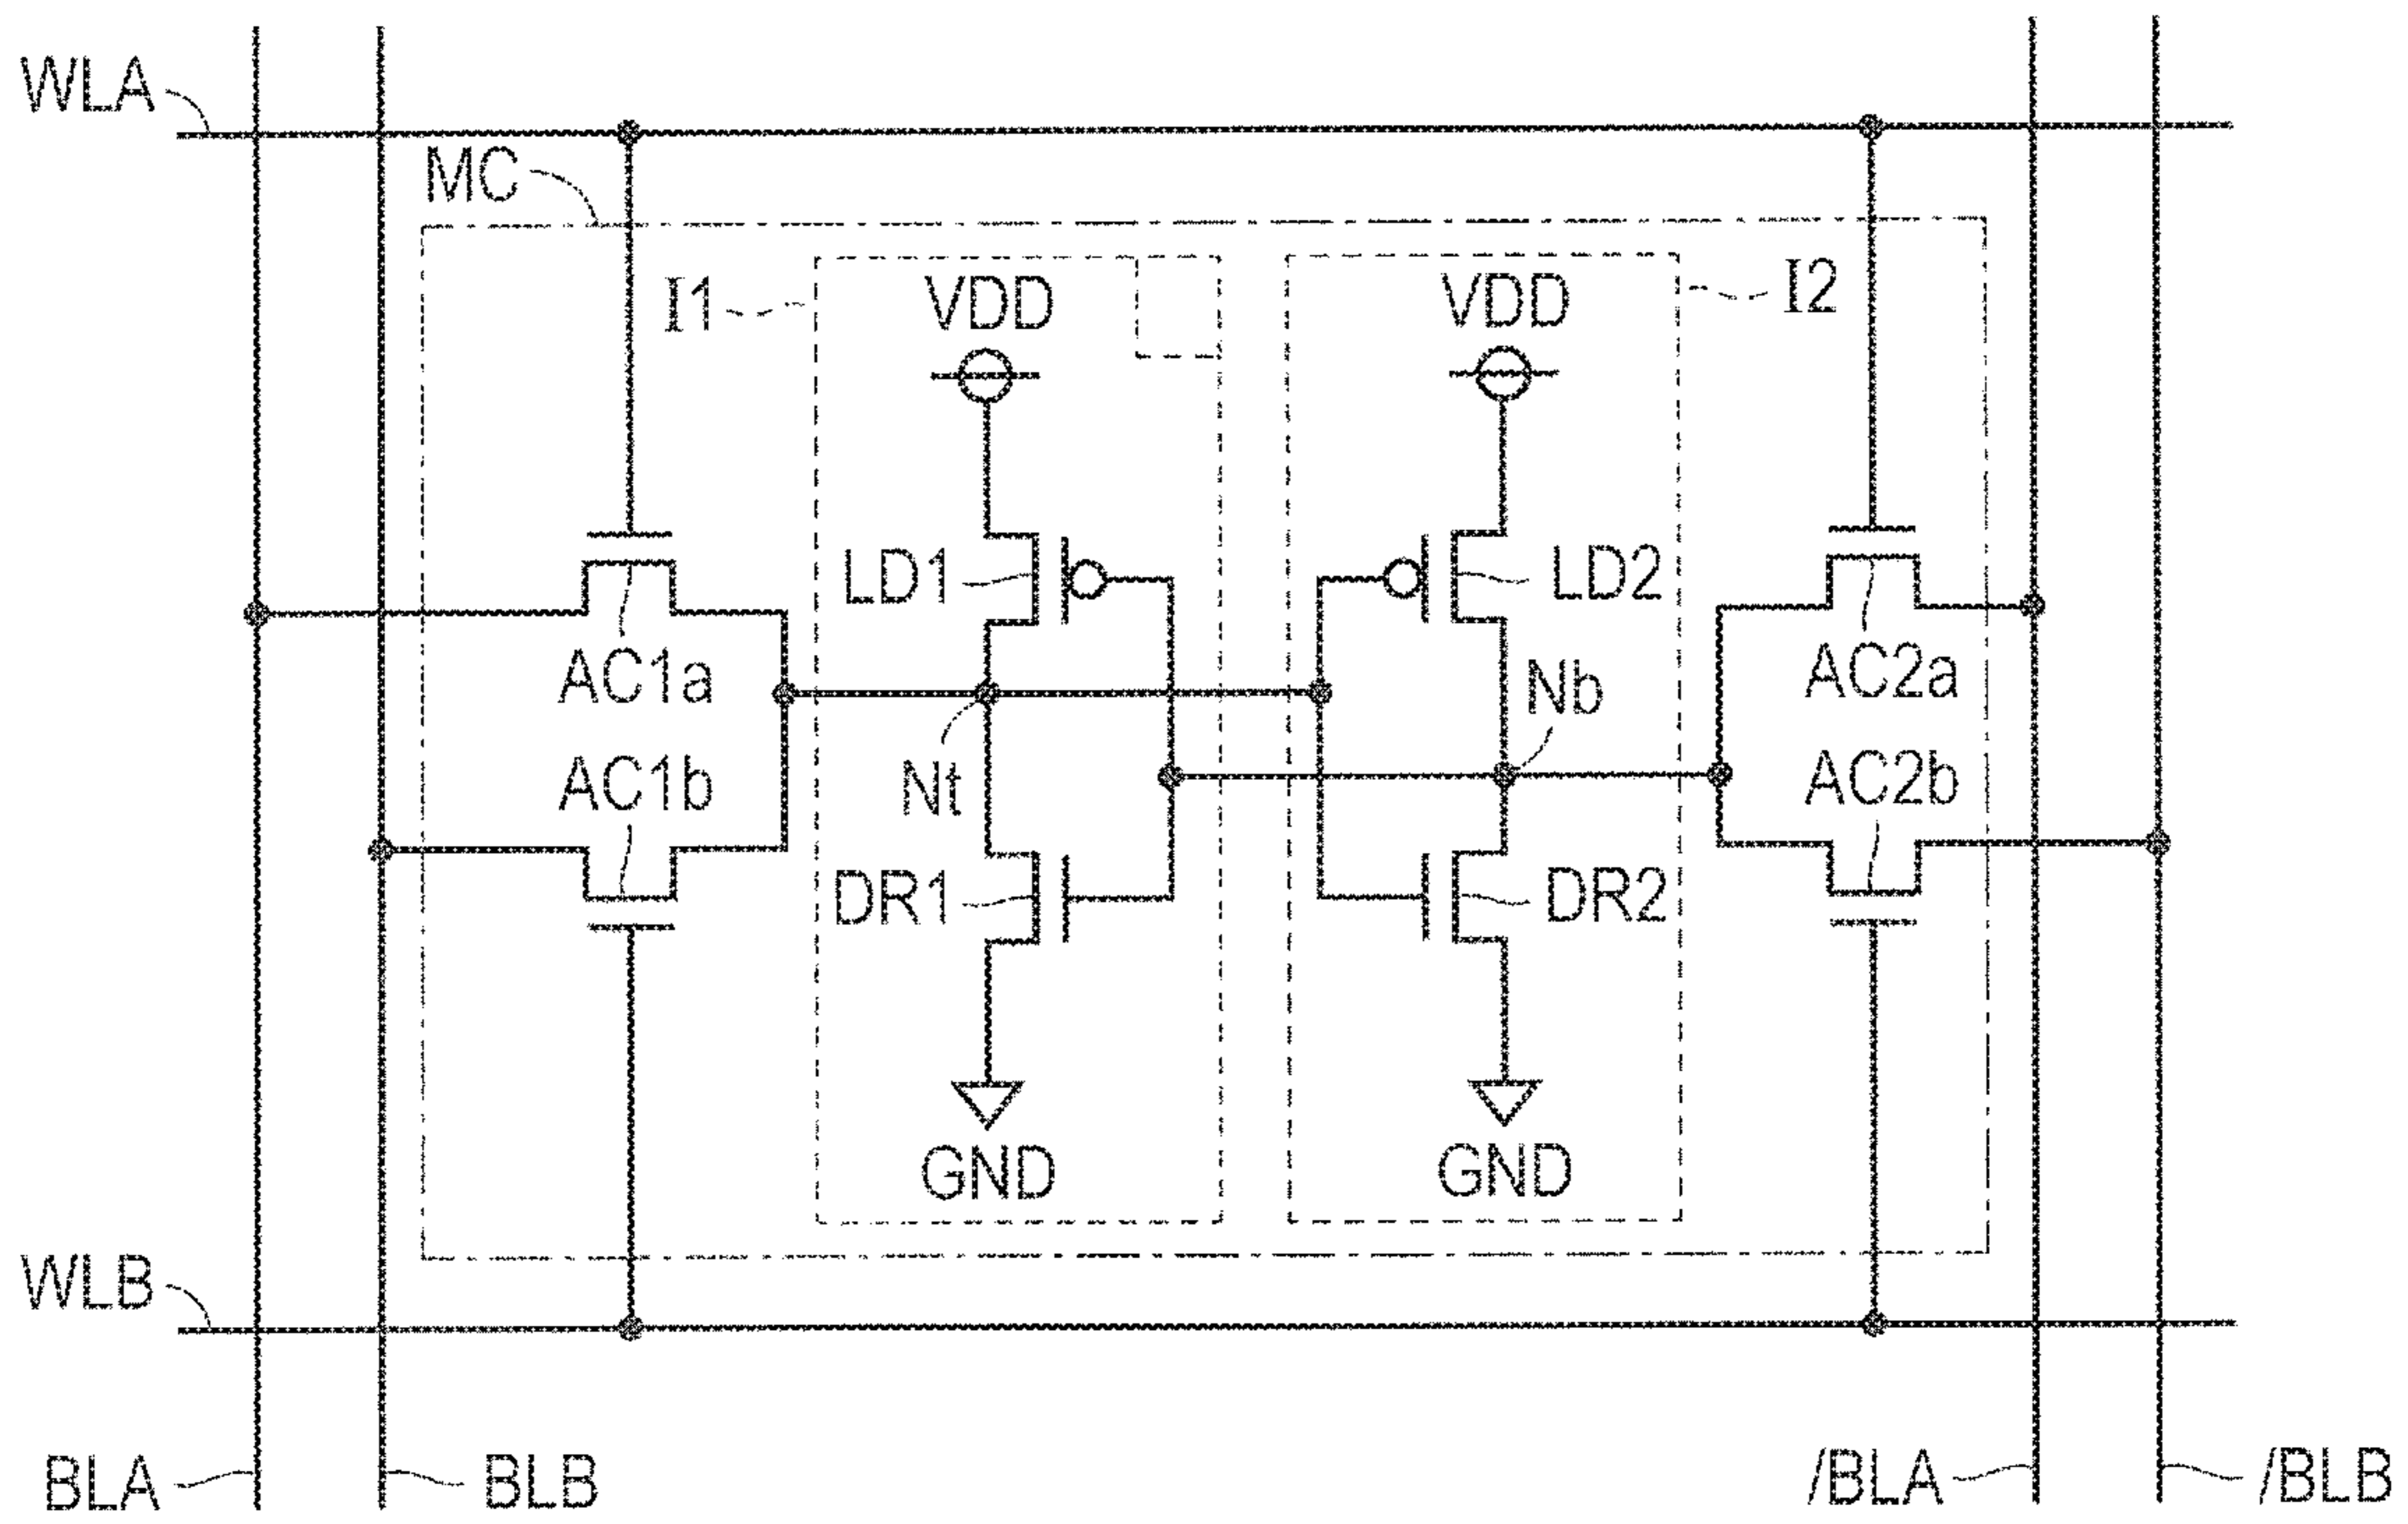 WLA
MC
I1
VDD
VDD
I2
LD1
LD2
AC1a
AC2a
Nb
AC1b
Nt
AC2b
DR1
DR2
GND
GND
WLB
BLA
BLB
/BLA
/BLB